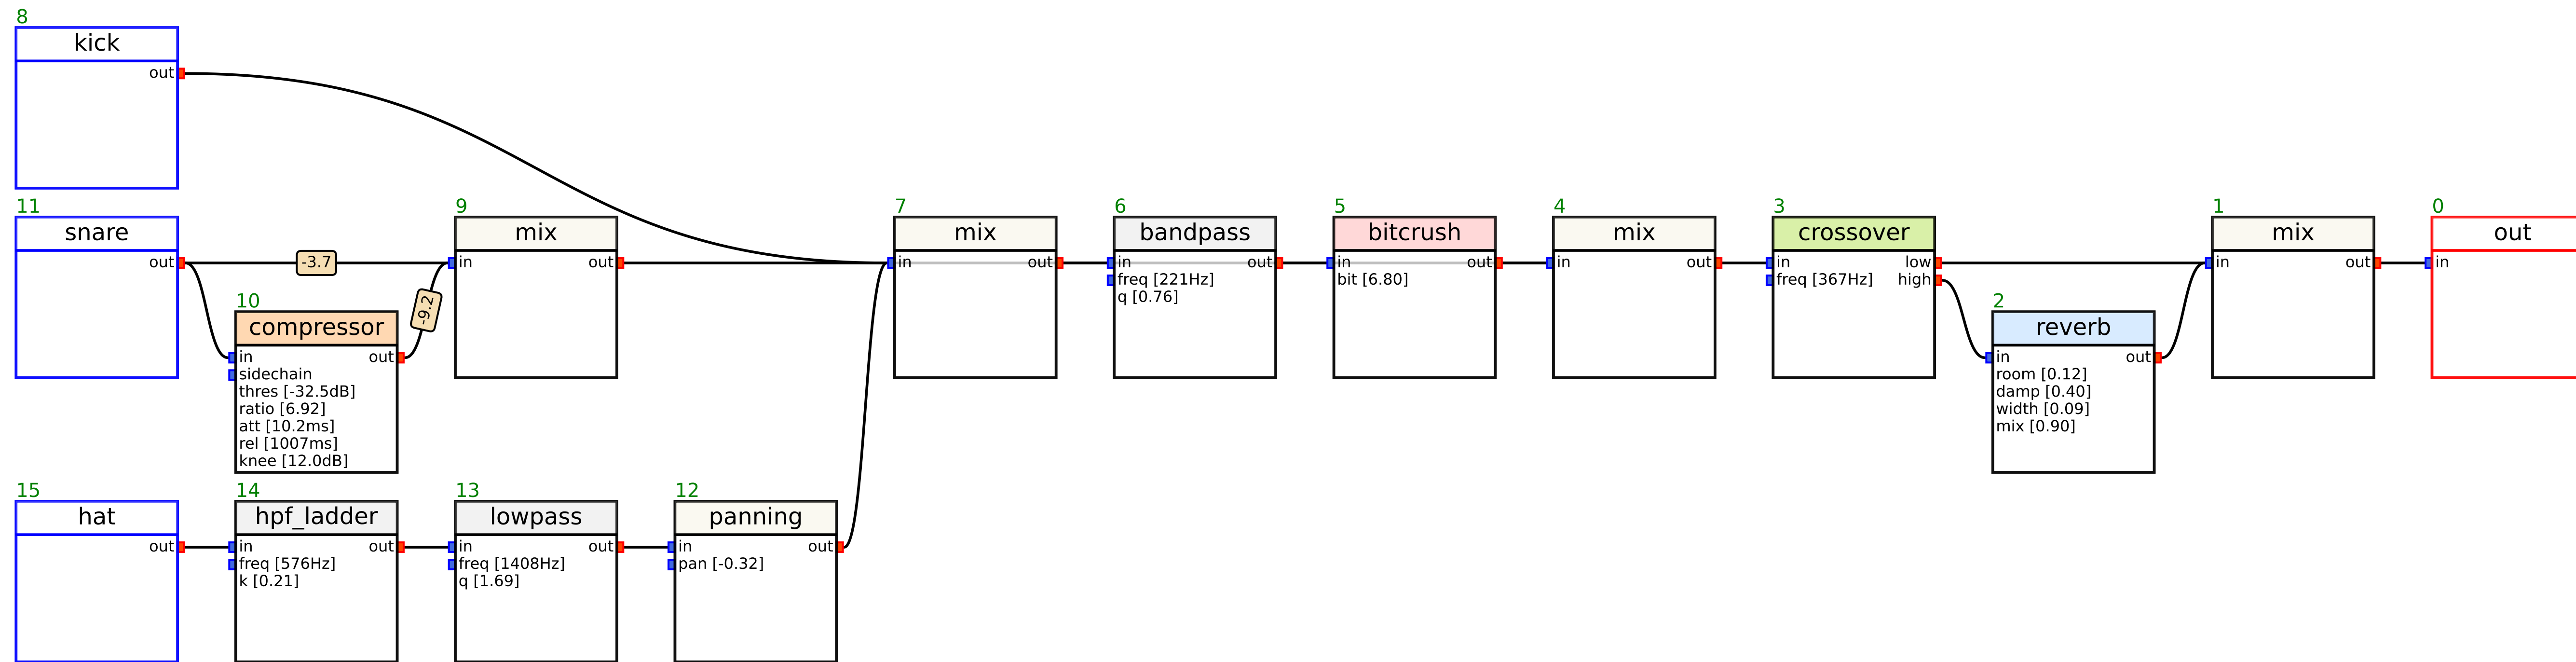 8
kick
out
11
snare
out
-3.7
-9.2
10
compressor
in out
sidechain
thres [-32.5dB]
ratio [6.92]
att [10.2ms]
rel [1007ms]
knee [12.0dB]
9
mix
in out
15
hat
out
14
hpf_ladder
in out
freq [576Hz]
k [0.21]
13
lowpass
in out
freq [1408Hz]
q [1.69]
12
panning
in out
pan [-0.32]
7
mix
in out
6
bandpass
in out
freq [221Hz]
q [0.76]
5
bitcrush
in out
bit [6.80]
4
mix
in out
3
crossover
in low
freq [367Hz] high
2
reverb
in out
room [0.12]
damp [0.40]
width [0.09]
mix [0.90]
1
mix
in out
0
out
in